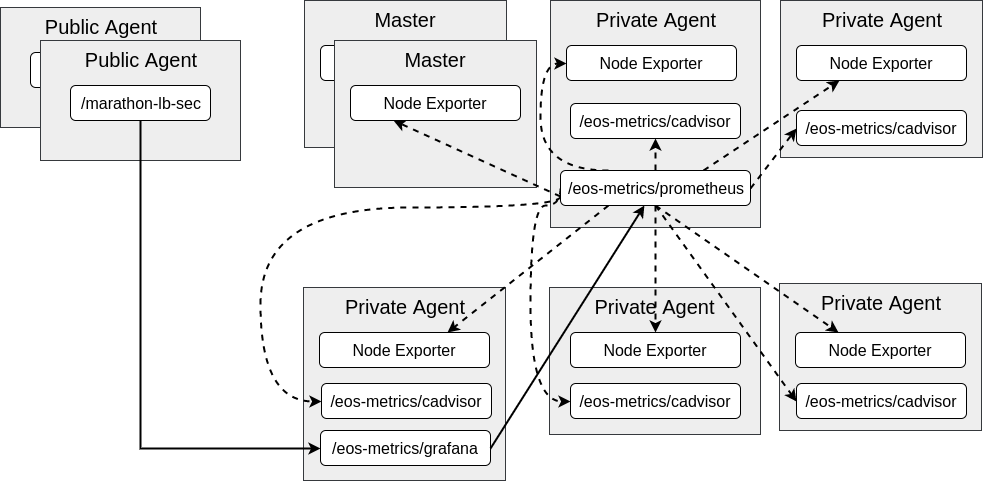 Public Agent
Public Agent
/marathon-lb-sec
Master
Master
Node Exporter
Private Agent
Node Exporter
/eos-metrics/cadvisor
/eos-metrics/prometheus
Private Agent
Node Exporter
/eos-metrics/cadvisor
Private Agent
Node Exporter
/eos-metrics/cadvisor
/eos-metrics/grafana
Private Agent
Node Exporter
/eos-metrics/cadvisor
Private Agent
Node Exporter
/eos-metrics/cadvisor